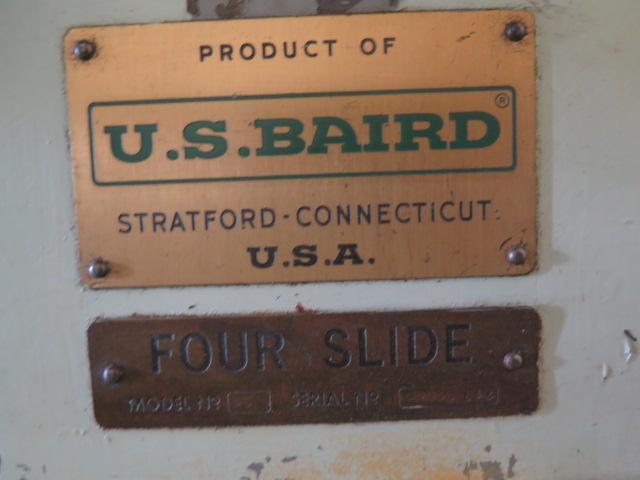 PRODUCT OF
U.S. BAIRD ®
STRATFORD - CONNECTICUT.
U.S.A.
FOUR SLIDE
MODEL Nº SERIAL Nº